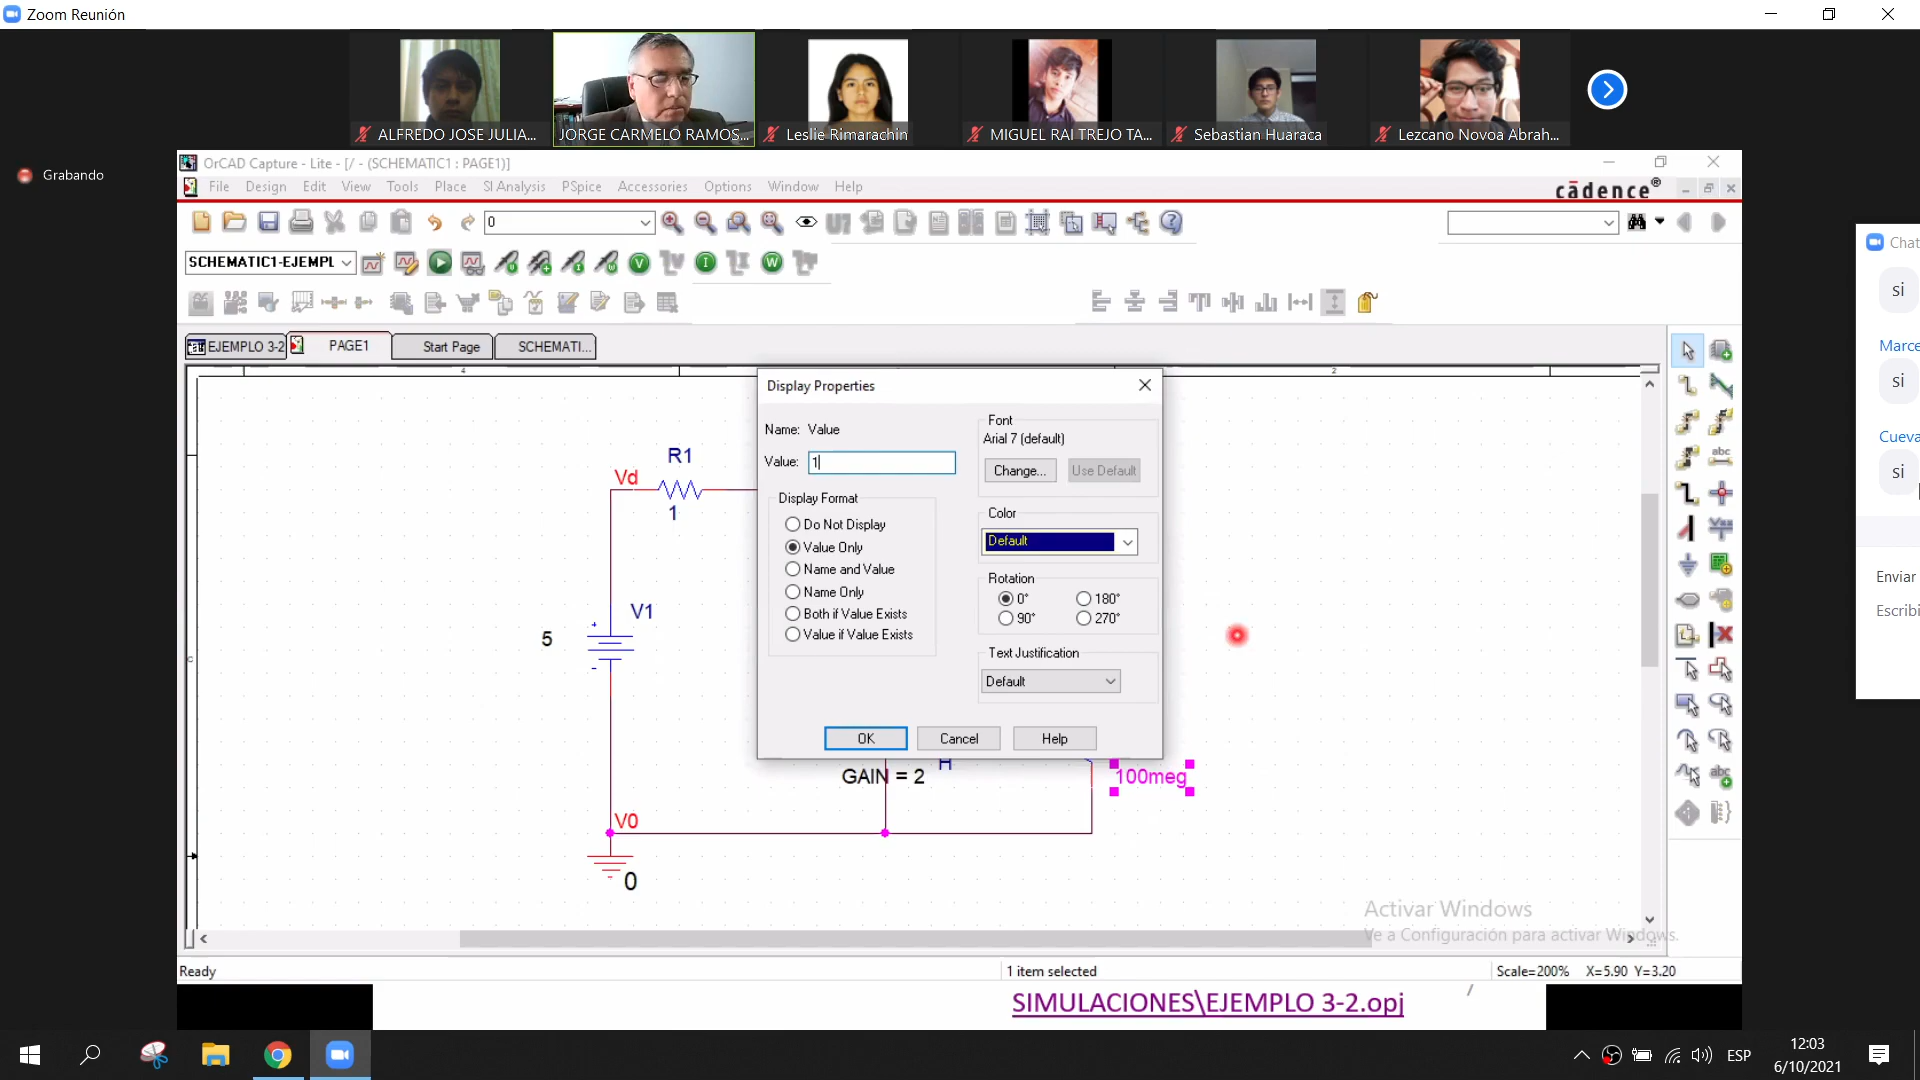 Zoom Reunión
ALFREDO JOSE JULIA...
JORGE CARMELO RAMOS...
Leslie Rimarachin
MIGUEL RAI TREJO TA...
Sebastian Huaraca
Lezcano Novoa Abrah...
Grabando
OrCAD Capture - Lite - [/ - (SCHEMATIC1 : PAGE1)]
File Design Edit View Tools Place SI Analysis PSpice Accessories Options Window Help
cādence®
0
SCHEMATIC1-EJEMPL
EJEMPLO 3-2
PAGE1
Start Page
SCHEMATI...
4
2
Display Properties
Name: Value
Value: 1
Display Format
Do Not Display
Value Only
Name and Value
Name Only
Both if Value Exists
Value if Value Exists
Font
Arial 7 (default)
Change...
Use Default
Color
Default
Rotation
0°
180°
90°
270°
Text Justification
Default
OK
Cancel
Help
R1
Vd
1
V1
5
+
-
H
GAIN = 2
100meg
V0
0
C
Activar Windows
Ve a Configuración para activar Windows.
Ready
1 item selected
Scale=200% X=5.90 Y=3.20
SIMULACIONES\EJEMPLO 3-2.opj
Chat
si
Marce
si
Cueva
si
Enviar
Escribi
ESP
12:03
6/10/2021